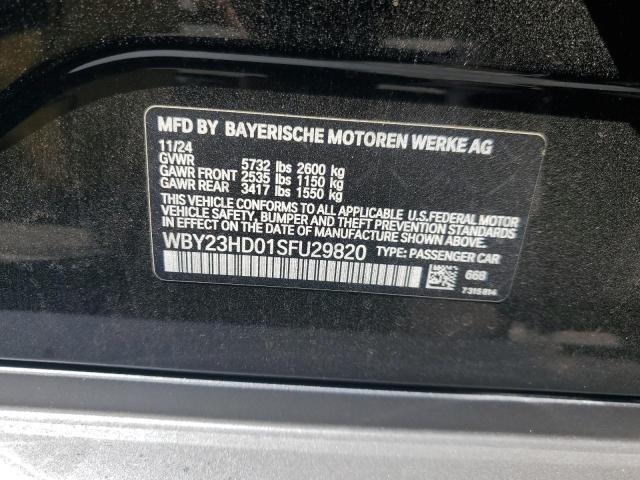 MFD BY BAYERISCHE MOTOREN WERKE AG
11/24
GVWR 5732 lbs 2600 kg
GAWR FRONT 2535 lbs 1150 kg
GAWR REAR 3417 lbs 1550 kg
THIS VEHICLE CONFORMS TO ALL APPLICABLE U.S.FEDERAL MOTOR
VEHICLE SAFETY, BUMPER AND THEFT PREVENTION STANDARDS
IN EFFECT ON THE DATE OF MANUFACTURE SHOWN ABOVE.
WBY23HD01SFU29820 TYPE: PASSENGER CAR
668
7315814